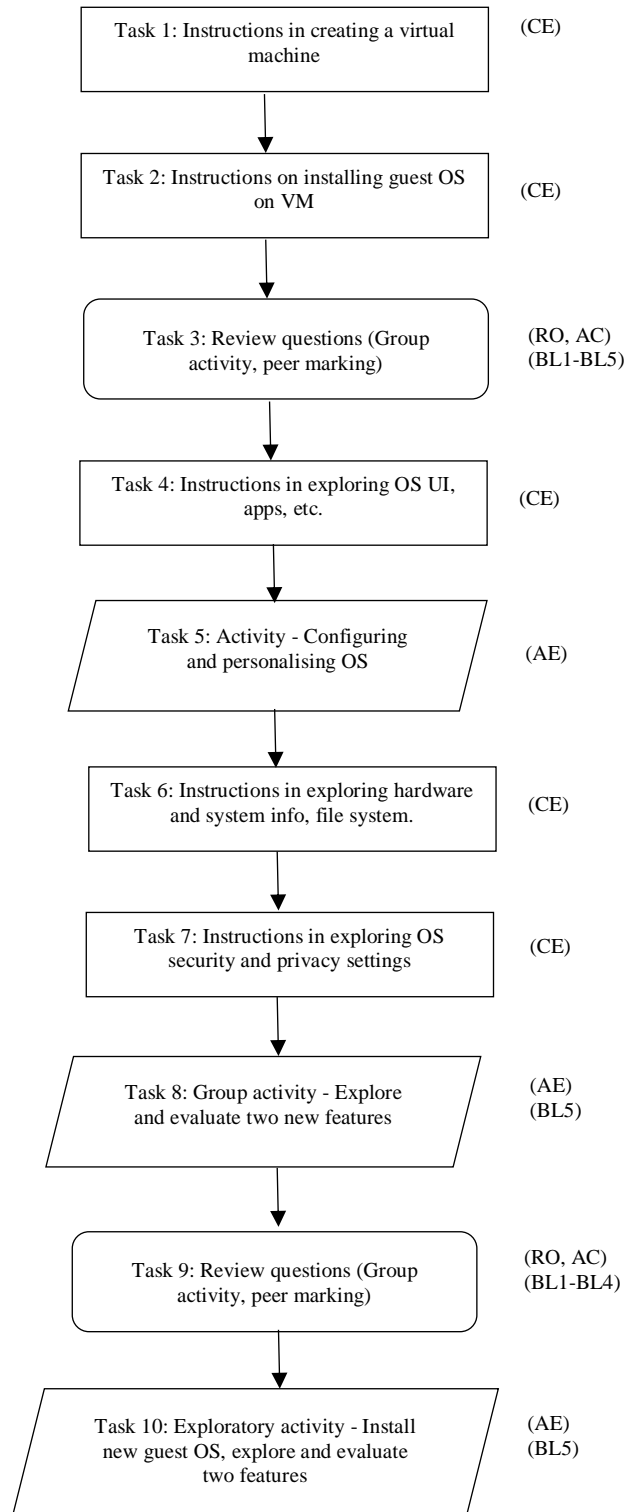 Task 1: Instructions in creating a virtual
machine
(CE)
Task 2: Instructions on installing guest OS
on VM
(CE)
Task 3: Review questions (Group
activity, peer marking)
(RO, AC)
(BL1-BL5)
Task 4: Instructions in exploring OS UI,
apps, etc.
(CE)
Task 5: Activity - Configuring
and personalising OS
(AE)
Task 6: Instructions in exploring hardware
and system info, file system.
(CE)
Task 7: Instructions in exploring OS
security and privacy settings
(CE)
Task 8: Group activity - Explore
and evaluate two new features
(AE)
(BL5)
Task 9: Review questions (Group
activity, peer marking)
(RO, AC)
(BL1-BL4)
Task 10: Exploratory activity - Install
new guest OS, explore and evaluate
two features
(AE)
(BL5)